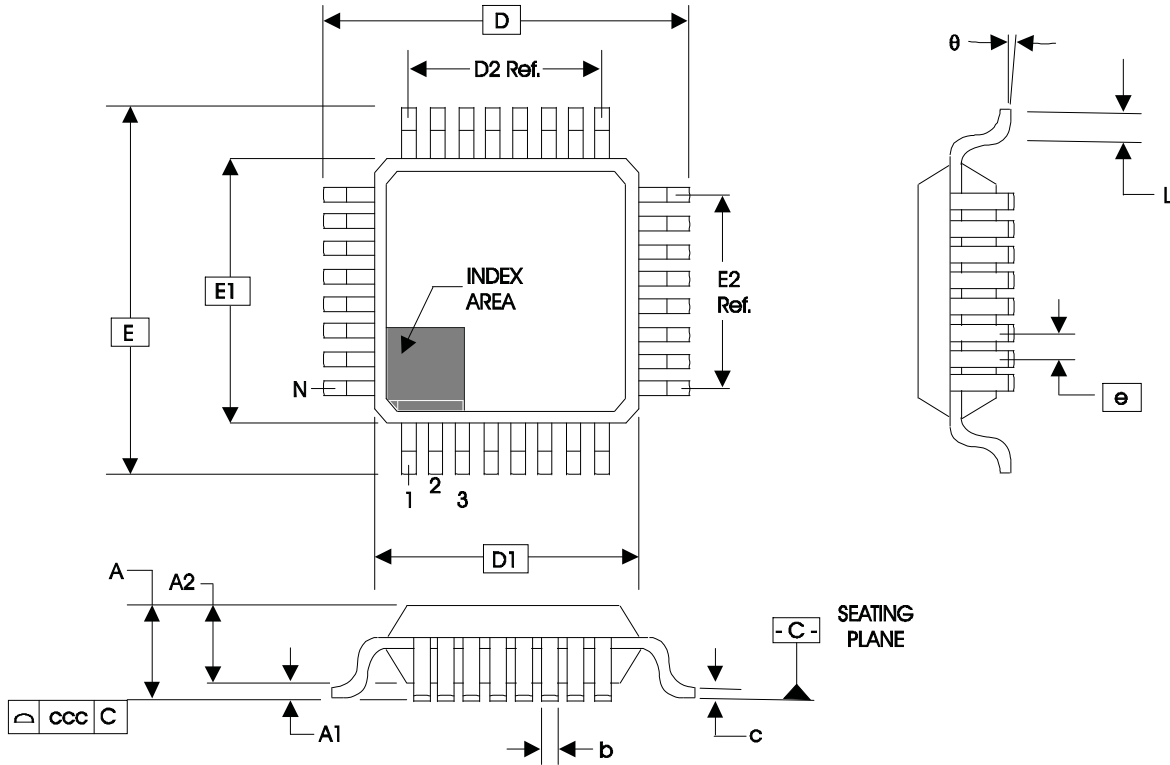 D
D2 Ref.
θ
L
E
E1
INDEX
AREA
E2
Ref.
N
1
2
3
e
D1
A
A2
- C -
SEATING
PLANE
ccc C
A1
b
c